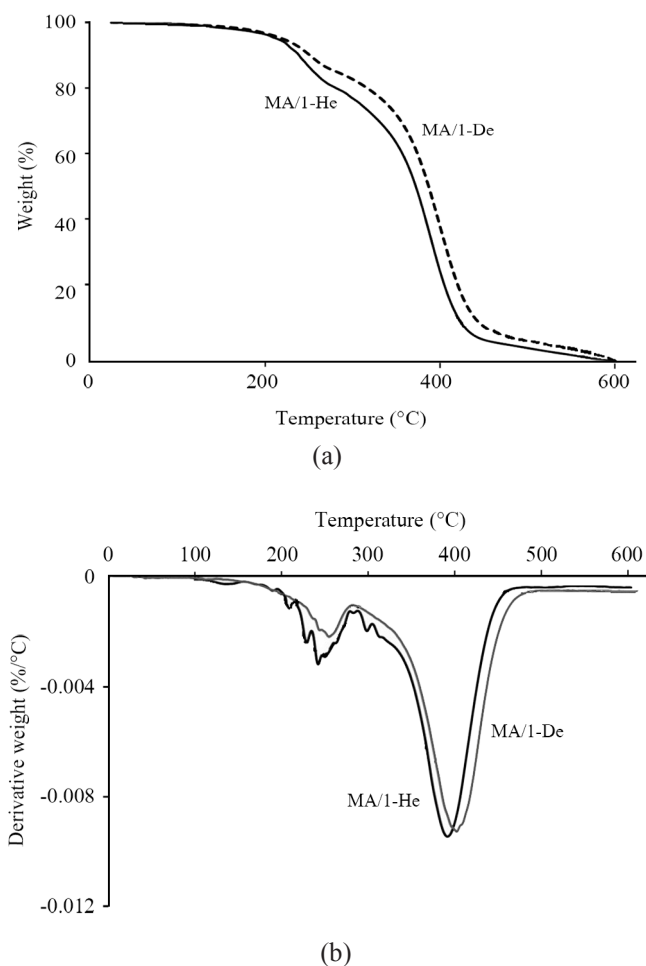 100
80
60
40
20
0
Weight (%)
MA/1-He
MA/1-De
0
200
400
600
Temperature (°C)
(a)
Temperature (°C)
0
100
200
300
400
500
600
0
-0.004
-0.008
-0.012
Derivative weight (%/°C)
MA/1-De
MA/1-He
(b)